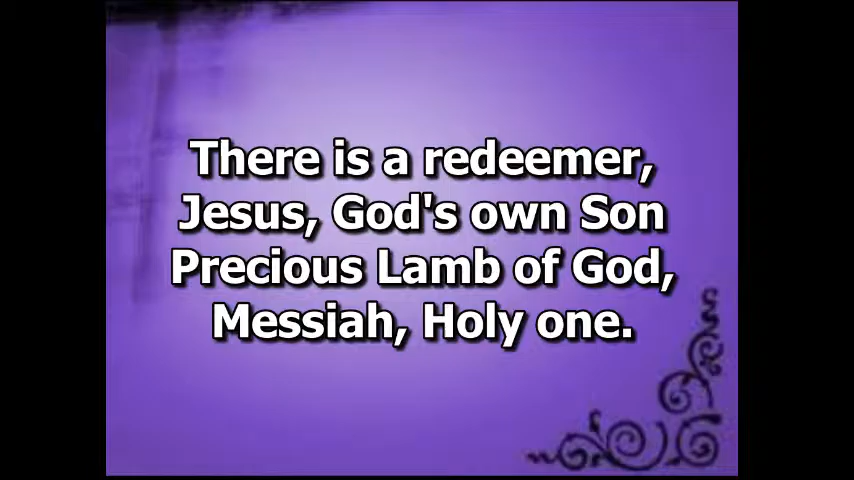 There is a redeemer,
Jesus, God's own Son
Precious Lamb of God,
Messiah, Holy one.